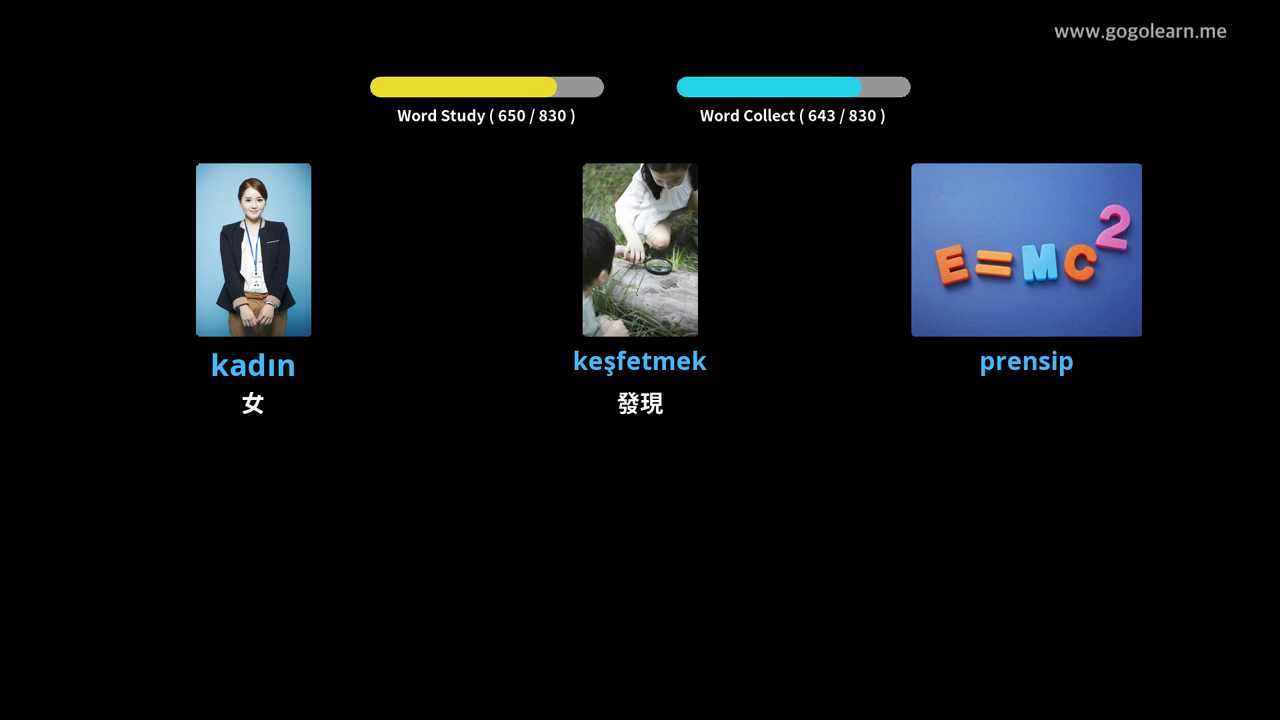 www.gogolearn.me
Word Study ( 650 / 830 )
Word Collect ( 643 / 830 )
E=MC2
kadın
keşfetmek
prensip
女
發現